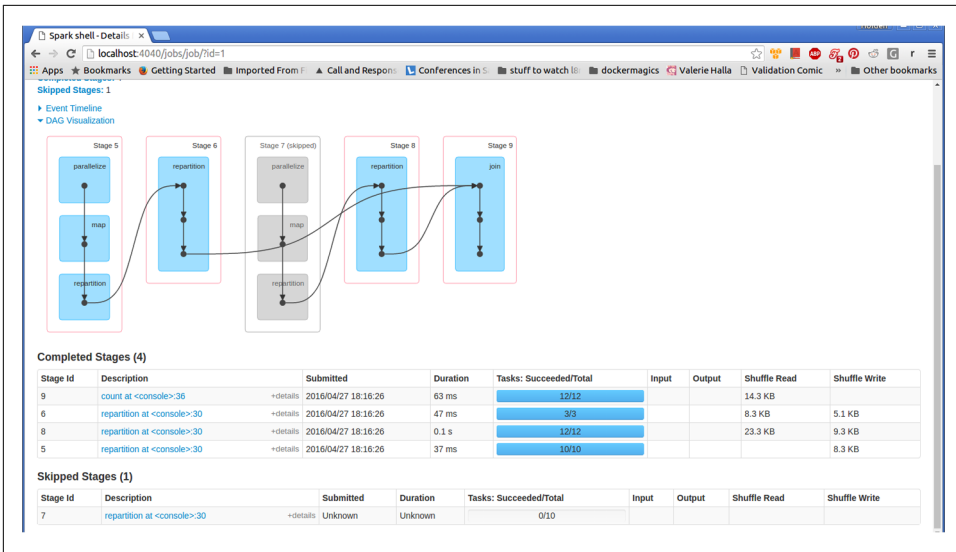 Spark shell - Details
localhost:4040/jobs/job/?id=1
Apps Bookmarks Getting Started Imported From F Call and Respons Conferences in S stuff to watch dockermagics Valerie Halla Validation Comic » Other bookmarks
Skipped Stages: 1
Event Timeline
DAG Visualization
Stage 5 Stage 6 Stage 7 (skipped) Stage 8 Stage 9
parallelize repartition parallelize repartition join
map map
repartition repartition
Completed Stages (4)
Stage Id Description Submitted Duration Tasks: Succeeded/Total Input Output Shuffle Read Shuffle Write
9 count at <console>:36 +details 2016/04/27 18:16:26 63 ms 12/12 14.3 KB
6 repartition at <console>:30 +details 2016/04/27 18:16:26 47 ms 3/3 8.3 KB 5.1 KB
8 repartition at <console>:30 +details 2016/04/27 18:16:26 0.1 s 12/12 23.3 KB 9.3 KB
5 repartition at <console>:30 +details 2016/04/27 18:16:26 37 ms 10/10 8.3 KB
Skipped Stages (1)
Stage Id Description Submitted Duration Tasks: Succeeded/Total Input Output Shuffle Read Shuffle Write
7 repartition at <console>:30 +details Unknown Unknown 0/10